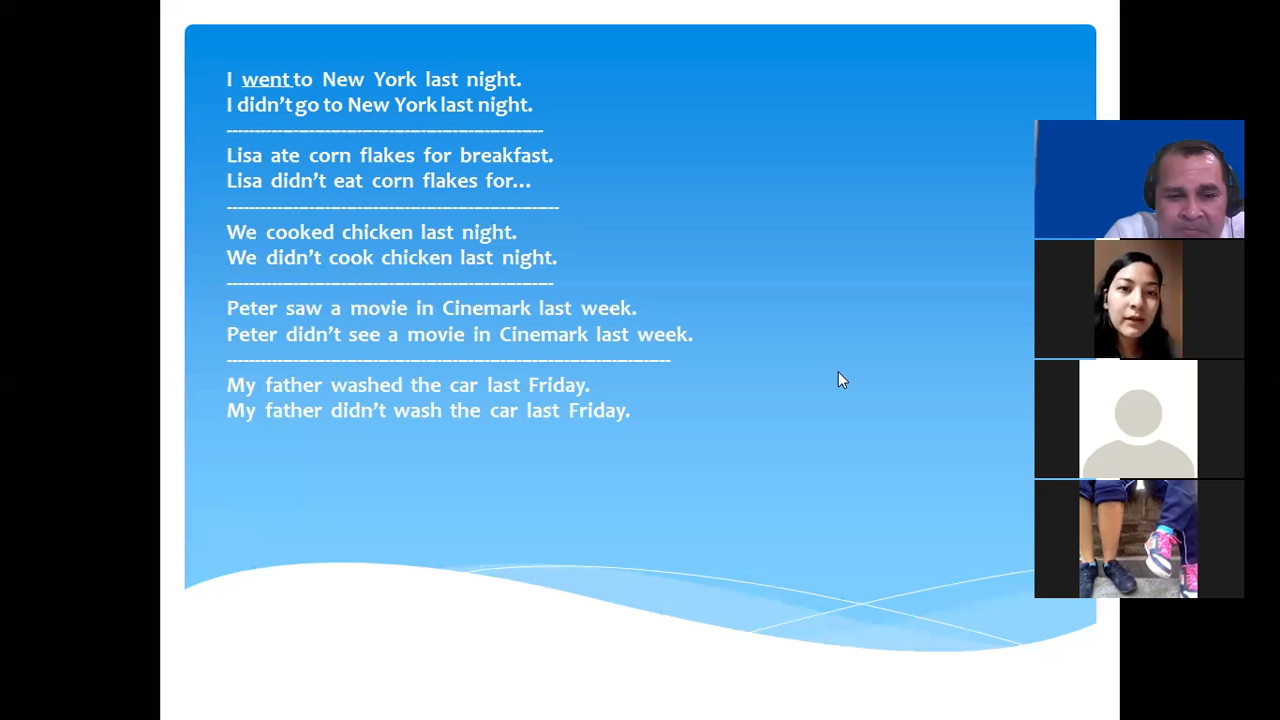 I went to New York last night.
I didn't go to New York last night.
--------------------------------------------------------
Lisa ate corn flakes for breakfast.
Lisa didn't eat corn flakes for...
-----------------------------------------------------------
We cooked chicken last night.
We didn't cook chicken last night.
----------------------------------------------------------
Peter saw a movie in Cinemark last week.
Peter didn't see a movie in Cinemark last week.
-------------------------------------------------------------------------------
My father washed the car last Friday.
My father didn't wash the car last Friday.